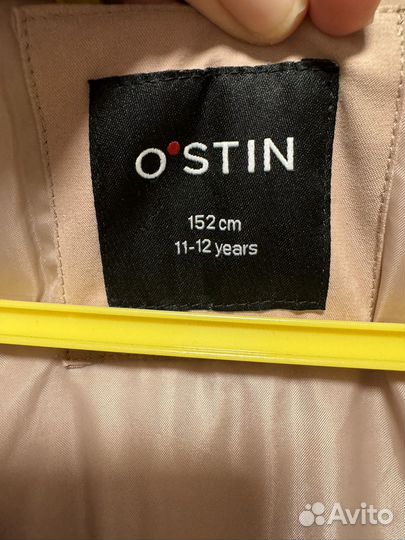 O'STIN
152 cm
11-12 years
Avito